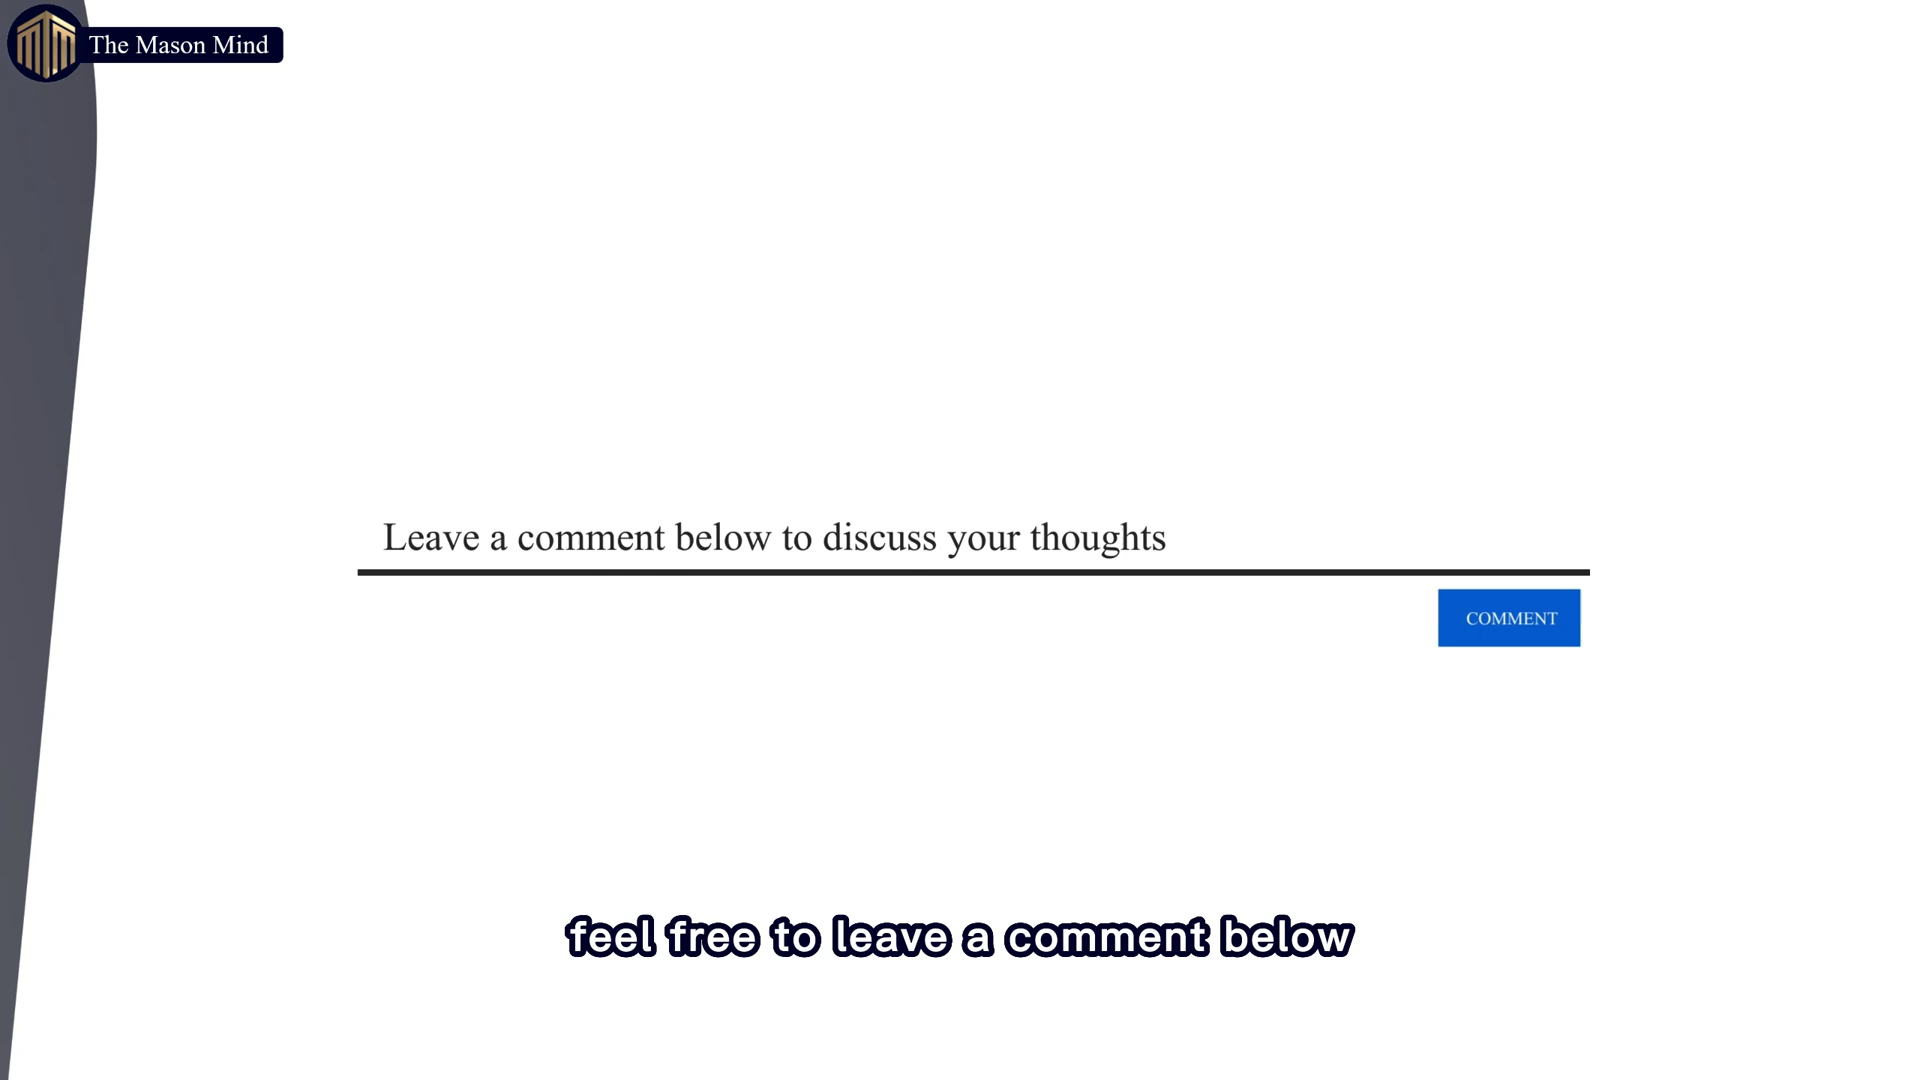 The Mason Mind
Leave a comment below to discuss your thoughts
COMMENT
feel free to leave a comment below